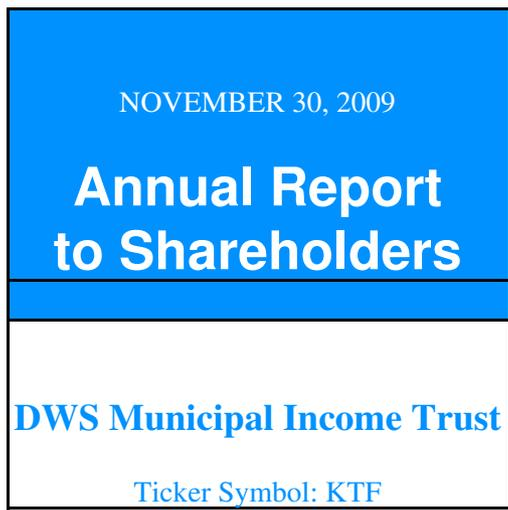 NOVEMBER 30, 2009
Annual Report
to Shareholders
DWS Municipal Income Trust
Ticker Symbol: KTF